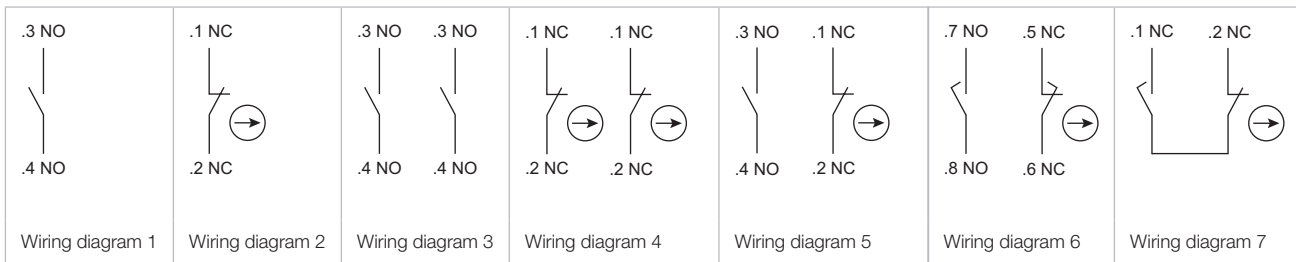 .3 NO
.4 NO
Wiring diagram 1
.1 NC
.2 NC
Wiring diagram 2
.3 NO .3 NO
.4 NO .4 NO
Wiring diagram 3
.1 NC .1 NC
.2 NC .2 NC
Wiring diagram 4
.3 NO .1 NC
.4 NO .2 NC
Wiring diagram 5
.7 NO .5 NC
.8 NO .6 NC
Wiring diagram 6
.1 NC .2 NC
Wiring diagram 7